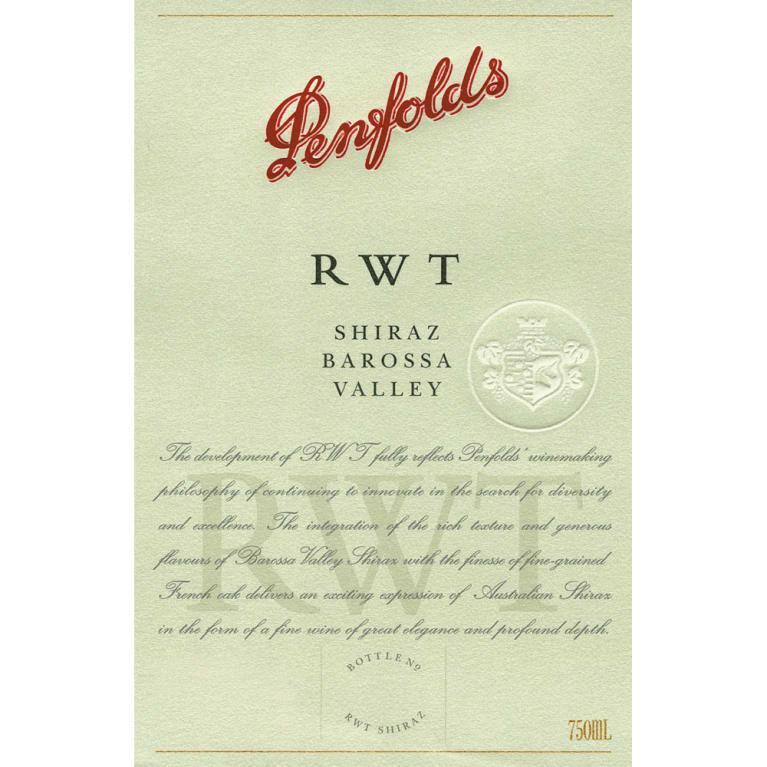 Penfolds
RWT
SHIRAZ
BAROSSA
VALLEY
The development of RWT fully reflects Penfolds' winemaking
philosophy of continuing to innovate in the search for diversity
and excellence. The integration of the rich texture and generous
flavours of Barossa Valley Shiraz with the finesse of fine-grained
French oak delivers an exciting expression of Australian Shiraz
in the form of a fine wine of great elegance and profound depth.
RWT
BOTTLE Nº
RWT SHIRAZ
750ML